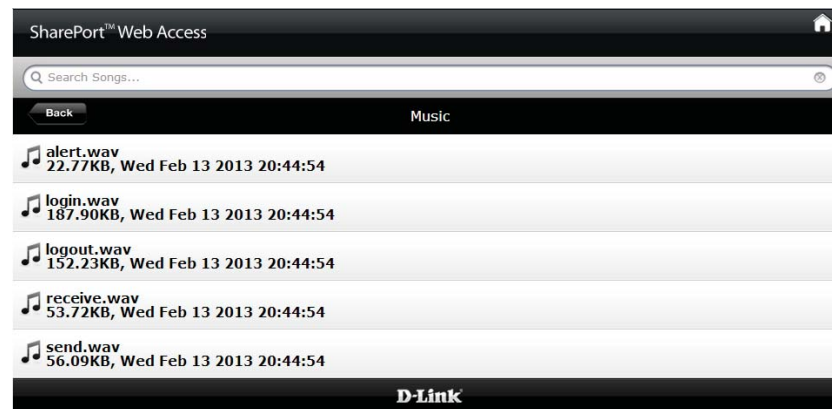 SharePort™ Web Access
Search Songs...
Back
Music
alert.wav
22.77KB, Wed Feb 13 2013 20:44:54
login.wav
187.90KB, Wed Feb 13 2013 20:44:54
logout.wav
152.23KB, Wed Feb 13 2013 20:44:54
receive.wav
53.72KB, Wed Feb 13 2013 20:44:54
send.wav
56.09KB, Wed Feb 13 2013 20:44:54
D-Link